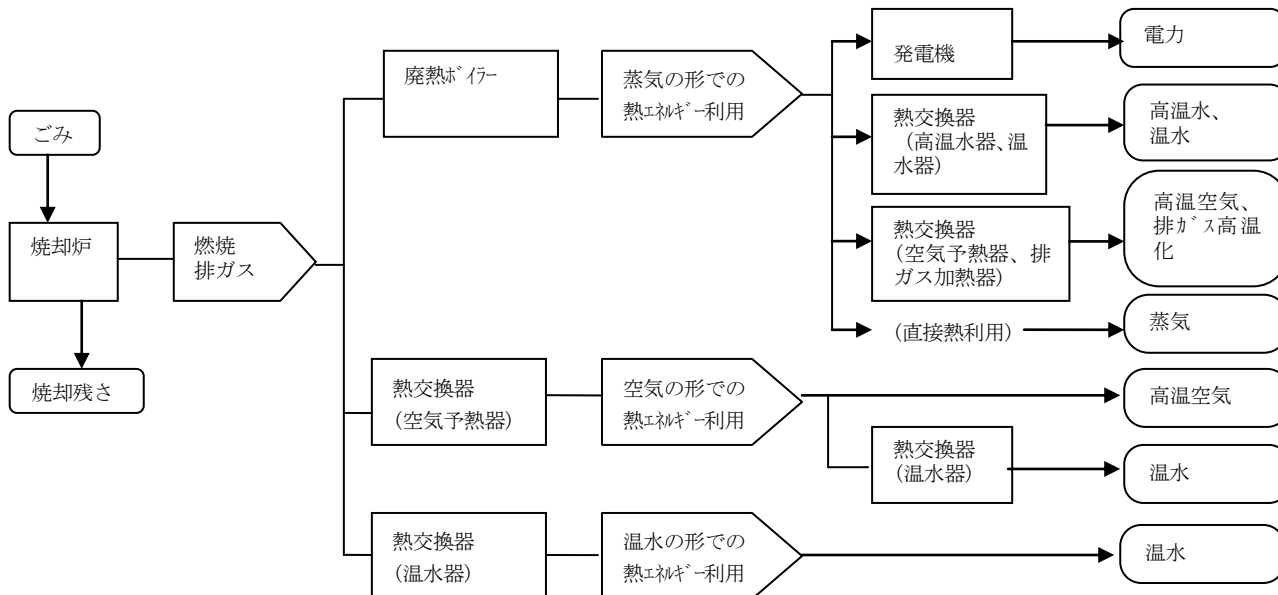 ごみ
焼却炉
焼却残さ
燃焼
排ガス
廃熱ボイラー
蒸気の形での
熱エネルギー利用
発電機
電力
熱交換器
(高温水器、温
水器)
高温水、
温水
熱交換器
(空気予熱器、排
ガス加熱器)
高温空気、
排ガス高温
化
(直接熱利用)
蒸気
熱交換器
(空気予熱器)
空気の形での
熱エネルギー利用
高温空気
熱交換器
(温水器)
温水
熱交換器
(温水器)
温水の形での
熱エネルギー利用
温水